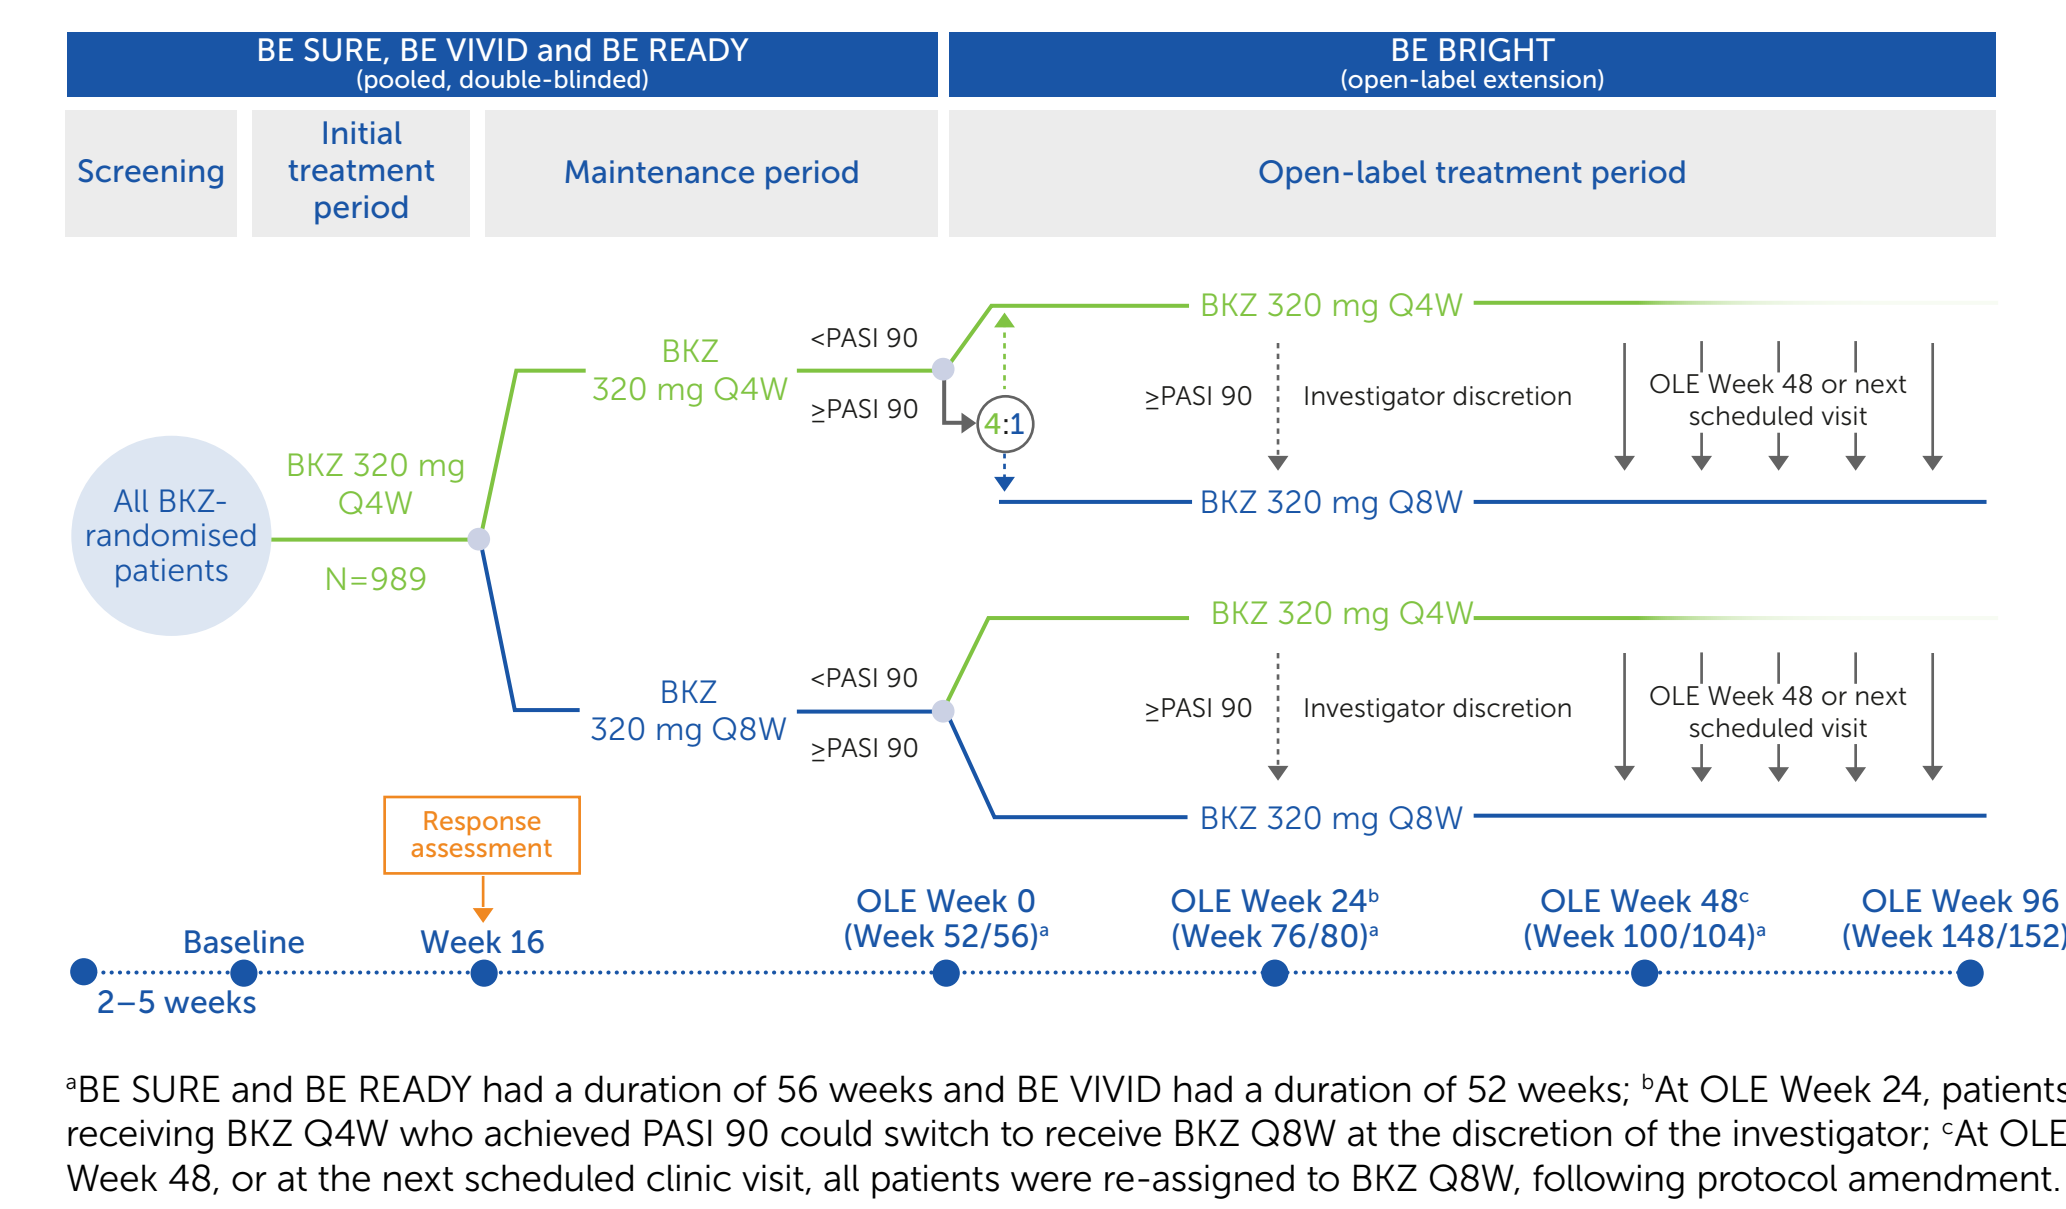 BE SURE, BE VIVID and BE READY
(pooled, double-blinded)
BE BRIGHT
(open-label extension)
Screening
Initial
treatment
period
Maintenance period
Open-label treatment period
All BKZ-
randomised
patients
BKZ 320 mg
Q4W
N=989
BKZ
320 mg Q4W
<PASI 90
≥PASI 90
4:1
BKZ 320 mg Q4W
≥PASI 90
Investigator discretion
OLE Week 48 or next
scheduled visit
BKZ 320 mg Q8W
BKZ
320 mg Q8W
<PASI 90
≥PASI 90
BKZ 320 mg Q4W
≥PASI 90
Investigator discretion
OLE Week 48 or next
scheduled visit
BKZ 320 mg Q8W
Response
assessment
Baseline
Week 16
OLE Week 0
(Week 52/56)ᵃ
OLE Week 24ᵇ
(Week 76/80)ᵃ
OLE Week 48ᶜ
(Week 100/104)ᵃ
OLE Week 96
(Week 148/152)
2–5 weeks
ᵃBE SURE and BE READY had a duration of 56 weeks and BE VIVID had a duration of 52 weeks; ᵇAt OLE Week 24, patients
receiving BKZ Q4W who achieved PASI 90 could switch to receive BKZ Q8W at the discretion of the investigator; ᶜAt OLE
Week 48, or at the next scheduled clinic visit, all patients were re-assigned to BKZ Q8W, following protocol amendment.